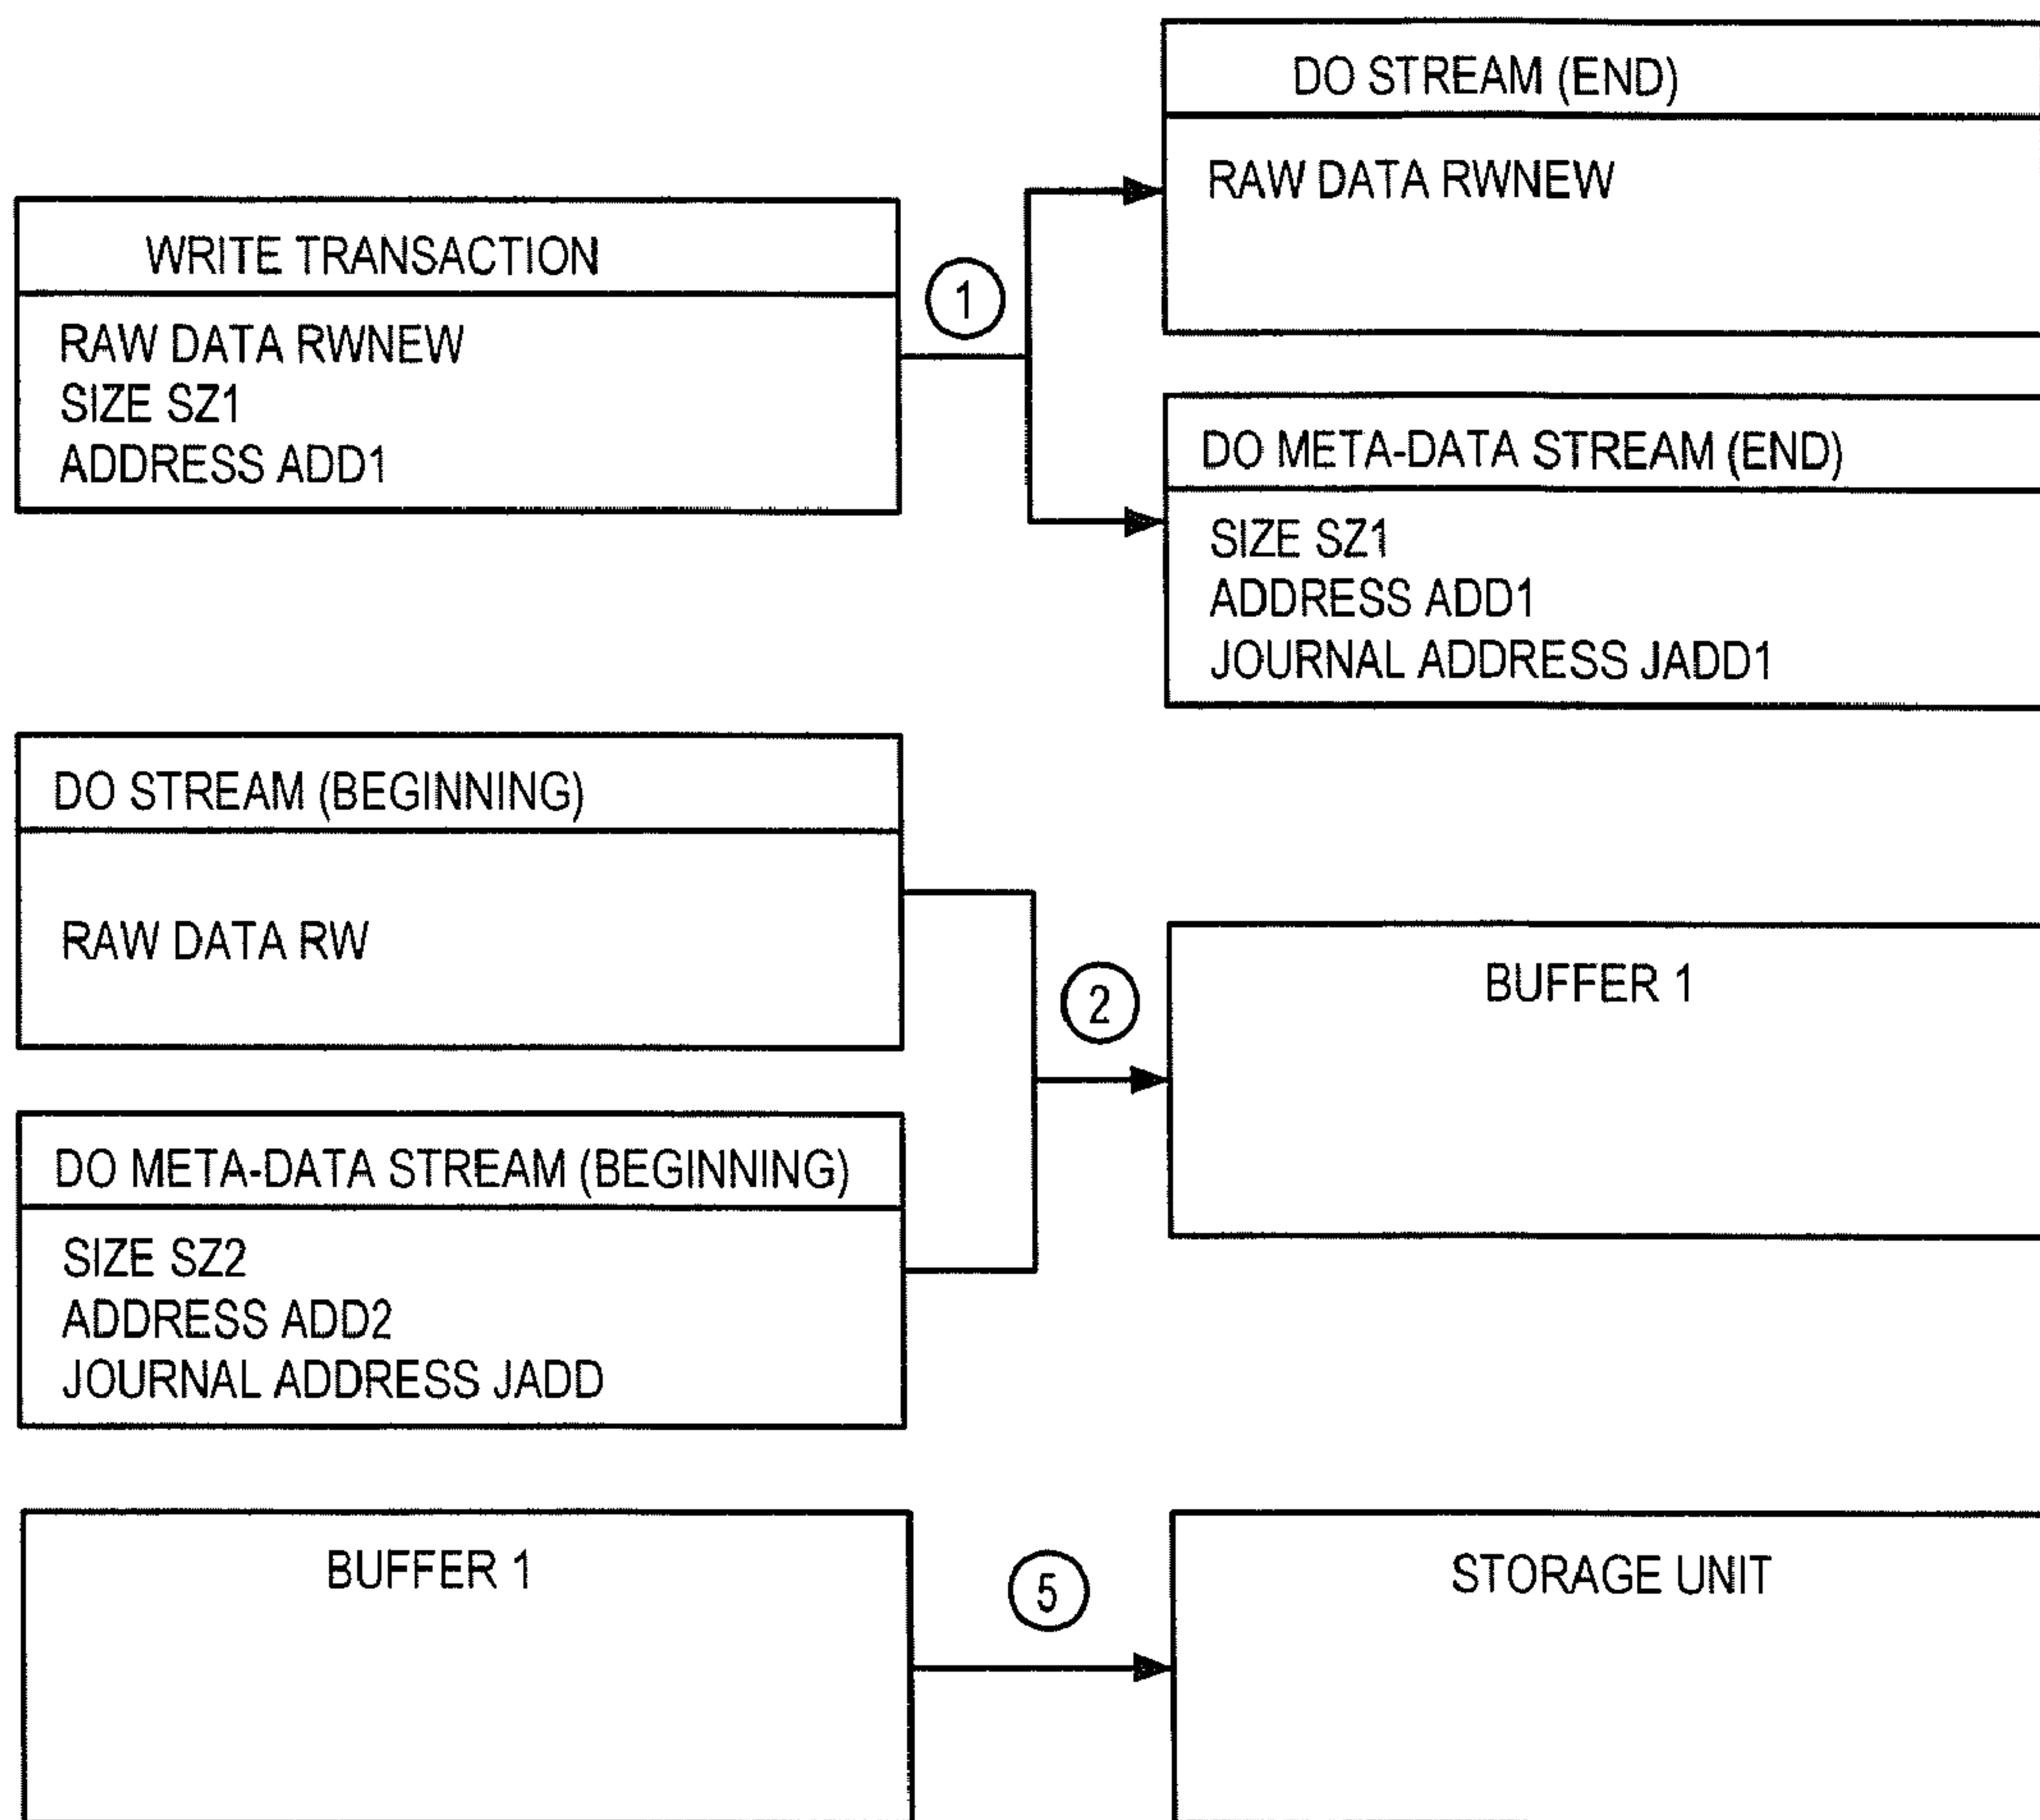 DO STREAM (END)
RAW DATA RWNEW
WRITE TRANSACTION
RAW DATA RWNEW
SIZE SZ1
ADDRESS ADD1
1
DO META-DATA STREAM (END)
SIZE SZ1
ADDRESS ADD1
JOURNAL ADDRESS JADD1
DO STREAM (BEGINNING)
RAW DATA RW
2
BUFFER 1
DO META-DATA STREAM (BEGINNING)
SIZE SZ2
ADDRESS ADD2
JOURNAL ADDRESS JADD
BUFFER 1
5
STORAGE UNIT